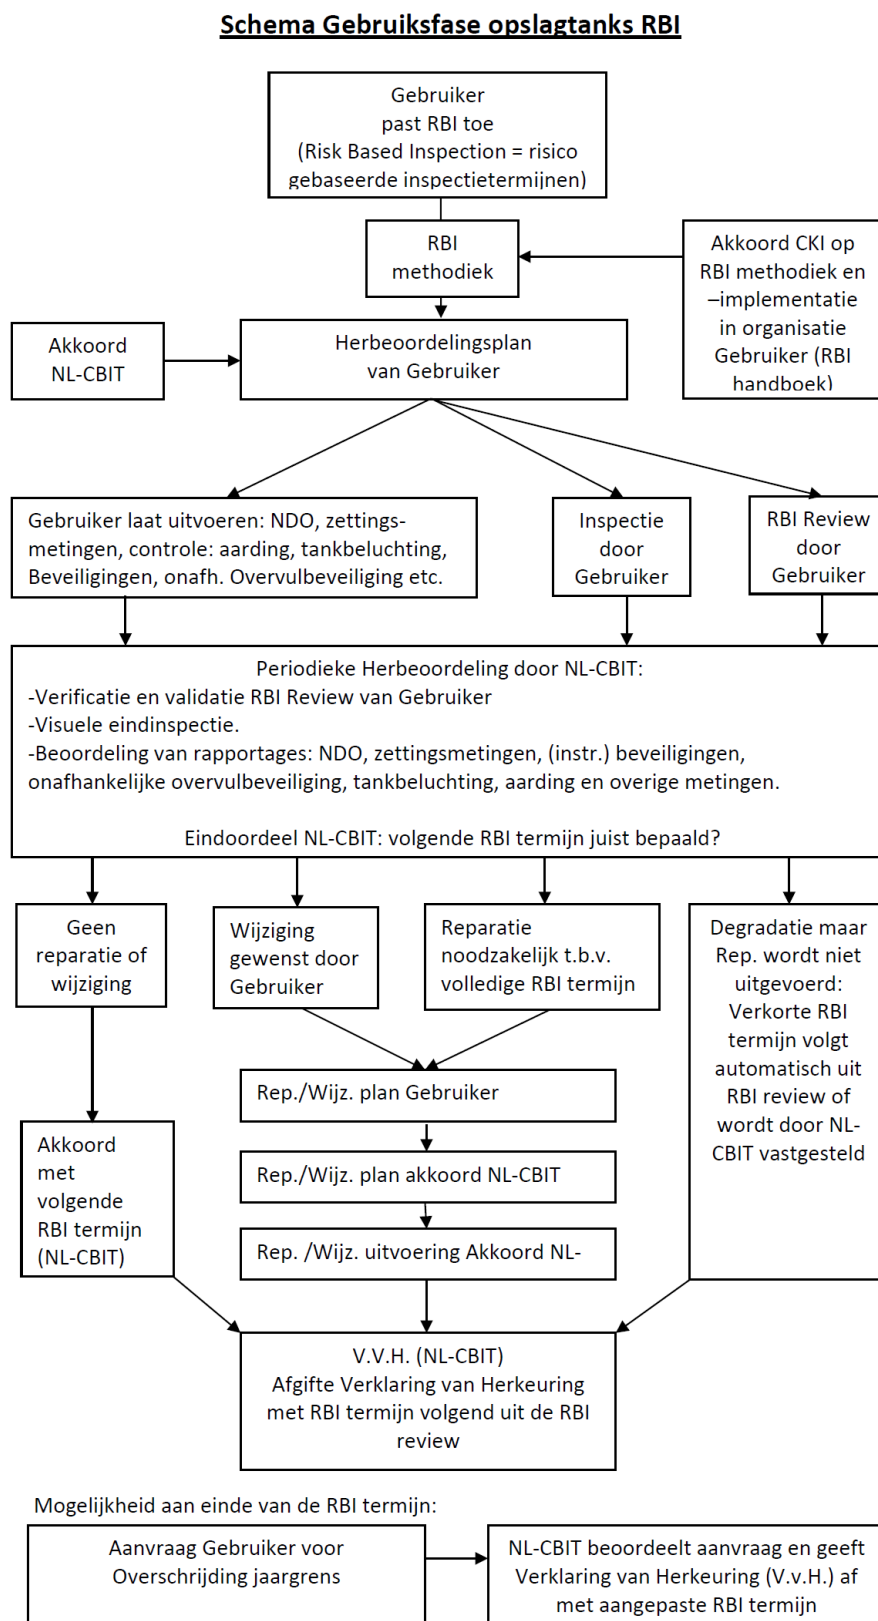 Schema Gebruiksfase opslagtanks RBI
Gebruiker
past RBI toe
(Risk Based Inspection = risico
gebaseerde inspectietermijnen)
RBI
methodiek
Akkoord CKI op
RBI methodiek en
–implementatie
in organisatie
Gebruiker (RBI
handboek)
Akkoord
NL-CBIT
Herbeoordelingsplan
van Gebruiker
Gebruiker laat uitvoeren: NDO, zettings-
metingen, controle: aarding, tankbeluchting,
Beveiligingen, onafh. Overvulbeveiliging etc.
Inspectie
door
Gebruiker
RBI Review
door
Gebruiker
Periodieke Herbeoordeling door NL-CBIT:
-Verificatie en validatie RBI Review van Gebruiker
-Visuele eindinspectie.
-Beoordeling van rapportages: NDO, zettingsmetingen, (instr.) beveiligingen,
onafhankelijke overvulbeveiliging, tankbeluchting, aarding en overige metingen.
Eindoordeel NL-CBIT: volgende RBI termijn juist bepaald?
Geen
reparatie of
wijziging
Wijziging
gewenst door
Gebruiker
Reparatie
noodzakelijk t.b.v.
volledige RBI termijn
Degradatie maar
Rep. wordt niet
uitgevoerd:
Verkorte RBI
termijn volgt
automatisch uit
RBI review of
wordt door NL-
CBIT vastgesteld
Akkoord
met
volgende
RBI termijn
(NL-CBIT)
Rep./Wijz. plan Gebruiker
Rep./Wijz. plan akkoord NL-CBIT
Rep. /Wijz. uitvoering Akkoord NL-
V.V.H. (NL-CBIT)
Afgifte Verklaring van Herkeuring
met RBI termijn volgend uit de RBI
review
Mogelijkheid aan einde van de RBI termijn:
Aanvraag Gebruiker voor
Overschrijding jaargrens
NL-CBIT beoordeelt aanvraag en geeft
Verklaring van Herkeuring (V.v.H.) af
met aangepaste RBI termijn